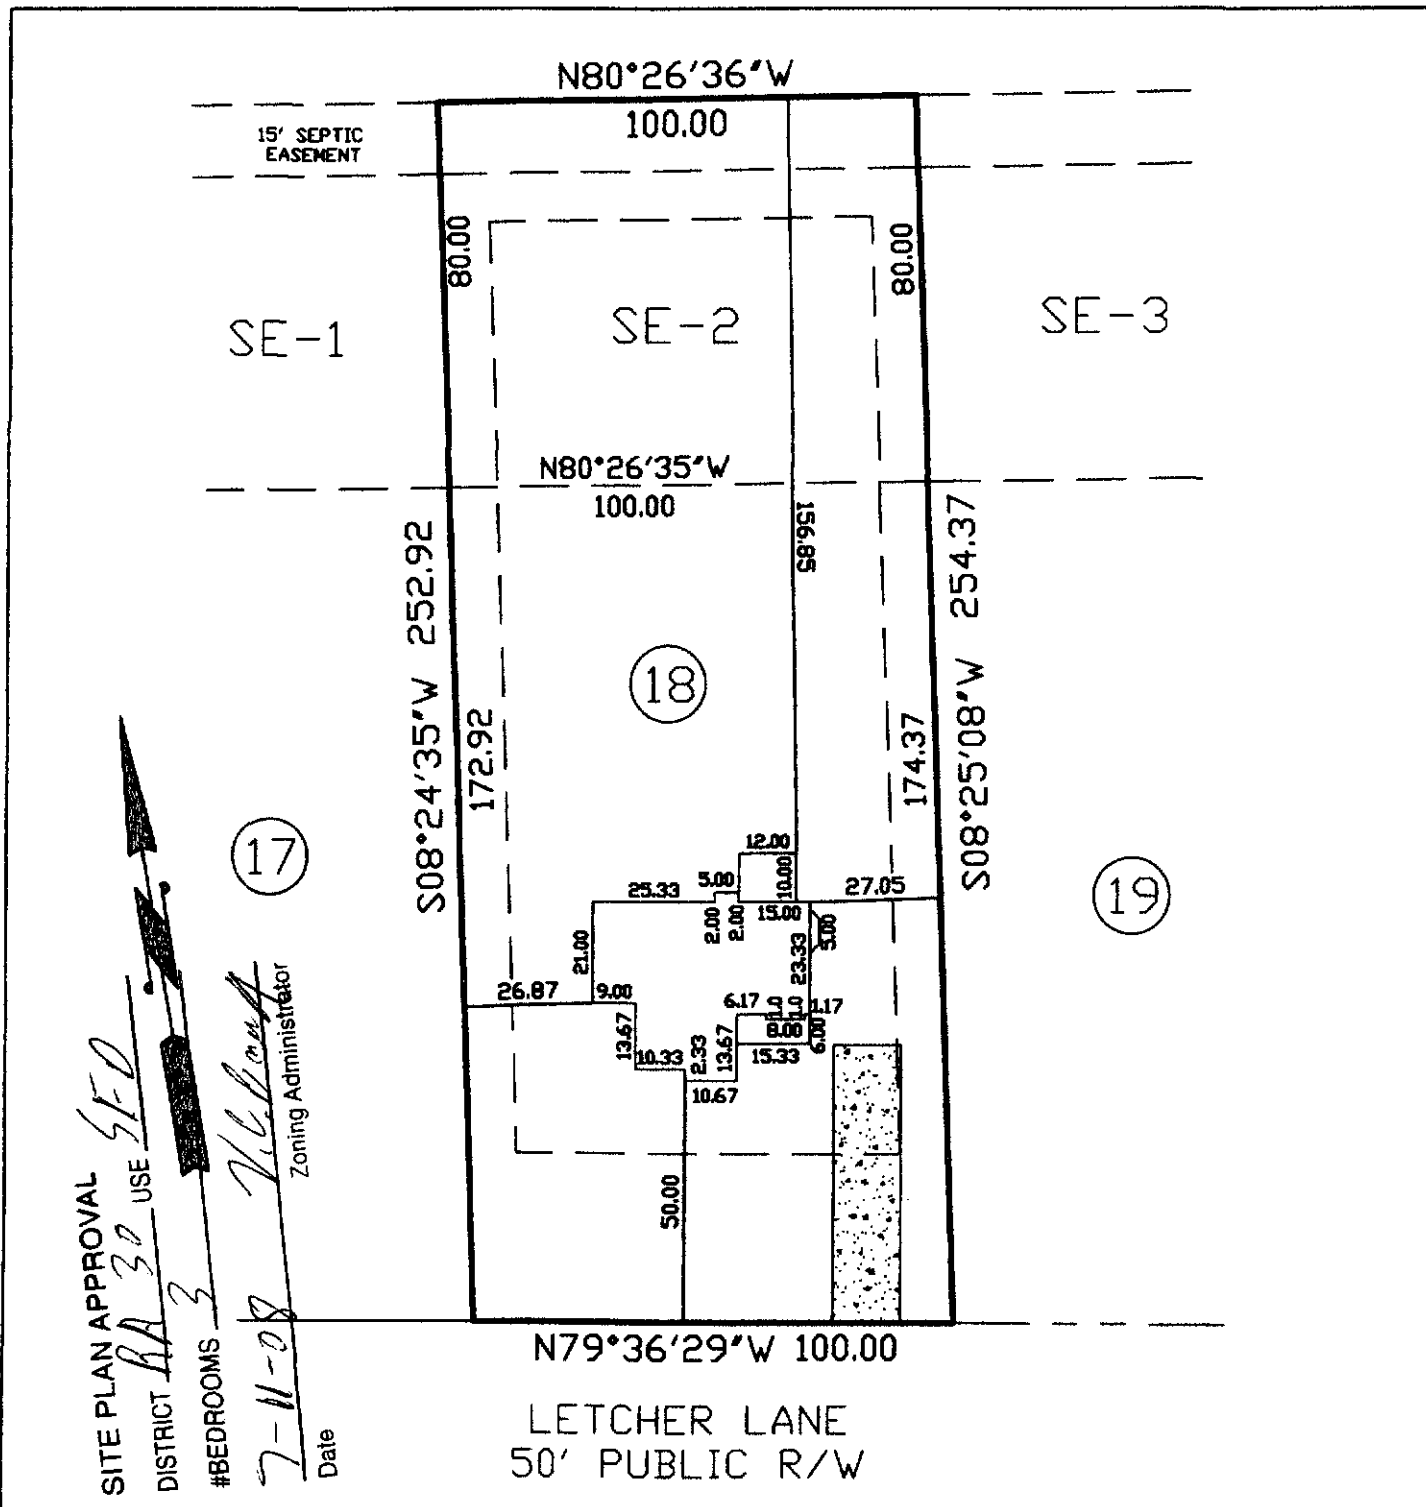 N80°26'36"W
100.00
15' SEPTIC
EASEMENT
80.00
80.00
SE-1
SE-2
SE-3
N80°26'35"W
100.00
156.85
S08°24'35"W 252.92
S08°25'08"W 254.37
18
172.92
174.37
17
19
12.00
10.00
5.00
25.33
27.05
2.00
2.00
15.00
5.00
21.00
23.33
26.87
9.00
6.17
1.0
1.0
1.17
8.00
6.00
13.67
13.67
10.33
2.33
15.33
10.67
50.00
N79°36'29"W 100.00
LETCHER LANE
50' PUBLIC R/W
SITE PLAN APPROVAL
DISTRICT RA 30 USE SFD
#BEDROOMS 3
7-11-08
Date
Zoning Administrator